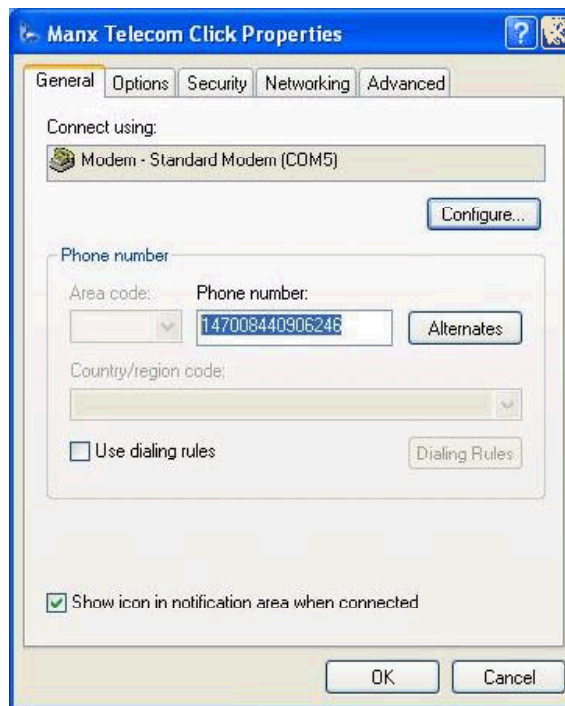 Manx Telecom Click Properties
General Options Security Networking Advanced
Connect using:
Modem - Standard Modem (COM5)
Configure...
Phone number
Area code: Phone number:
147008440906246 Alternates
Country/region code:
Use dialing rules Dialing Rules
Show icon in notification area when connected
OK Cancel